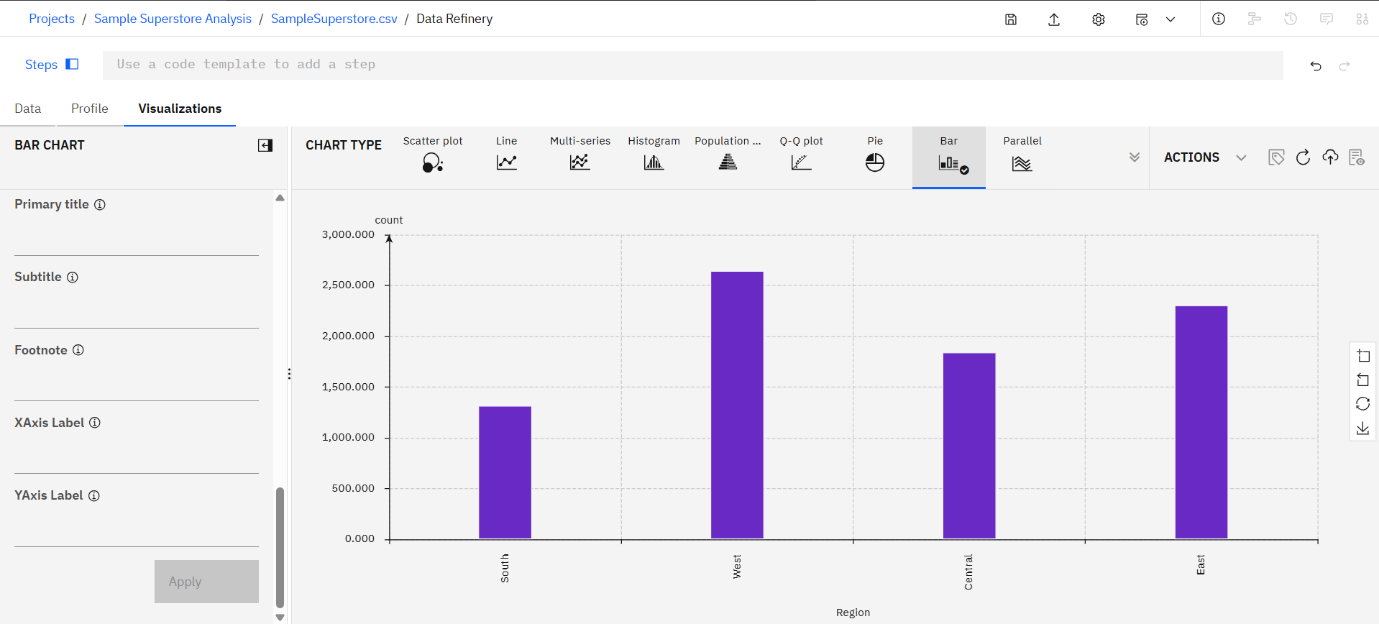 Projects / Sample Superstore Analysis / SampleSuperstore.csv / Data Refinery
Steps
Use a code template to add a step
Data Profile Visualizations
BAR CHART
Primary title
Subtitle
Footnote
XAxis Label
YAxis Label
Apply
CHART TYPE Scatter plot Line Multi-series Histogram Population ... Q-Q plot Pie Bar Parallel ACTIONS
count
3,000.000
2,500.000
2,000.000
1,500.000
1,000.000
500.000
0.000
South West Central East
Region